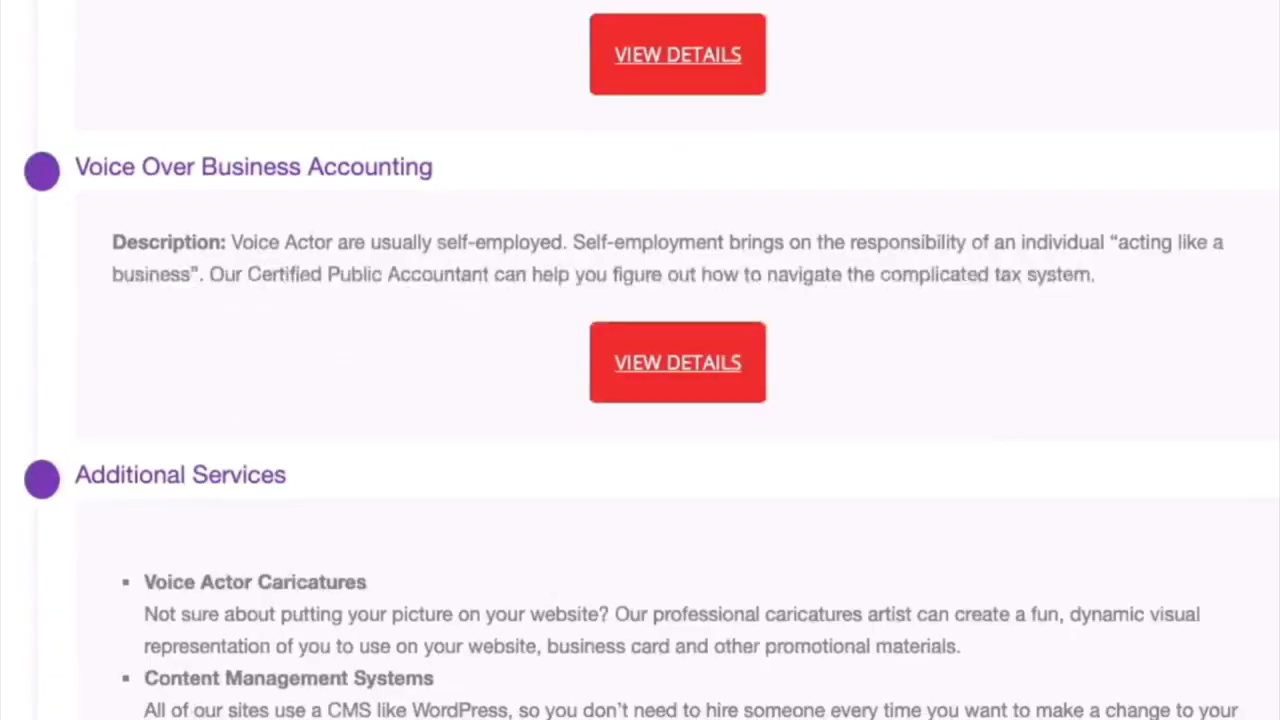 VIEW DETAILS
Voice Over Business Accounting
Description: Voice Actor are usually self-employed. Self-employment brings on the responsibility of an individual “acting like a
business”. Our Certified Public Accountant can help you figure out how to navigate the complicated tax system.
VIEW DETAILS
Additional Services
▪ Voice Actor Caricatures
Not sure about putting your picture on your website? Our professional caricatures artist can create a fun, dynamic visual
representation of you to use on your website, business card and other promotional materials.
▪ Content Management Systems
All of our sites use a CMS like WordPress, so you don’t need to hire someone every time you want to make a change to your